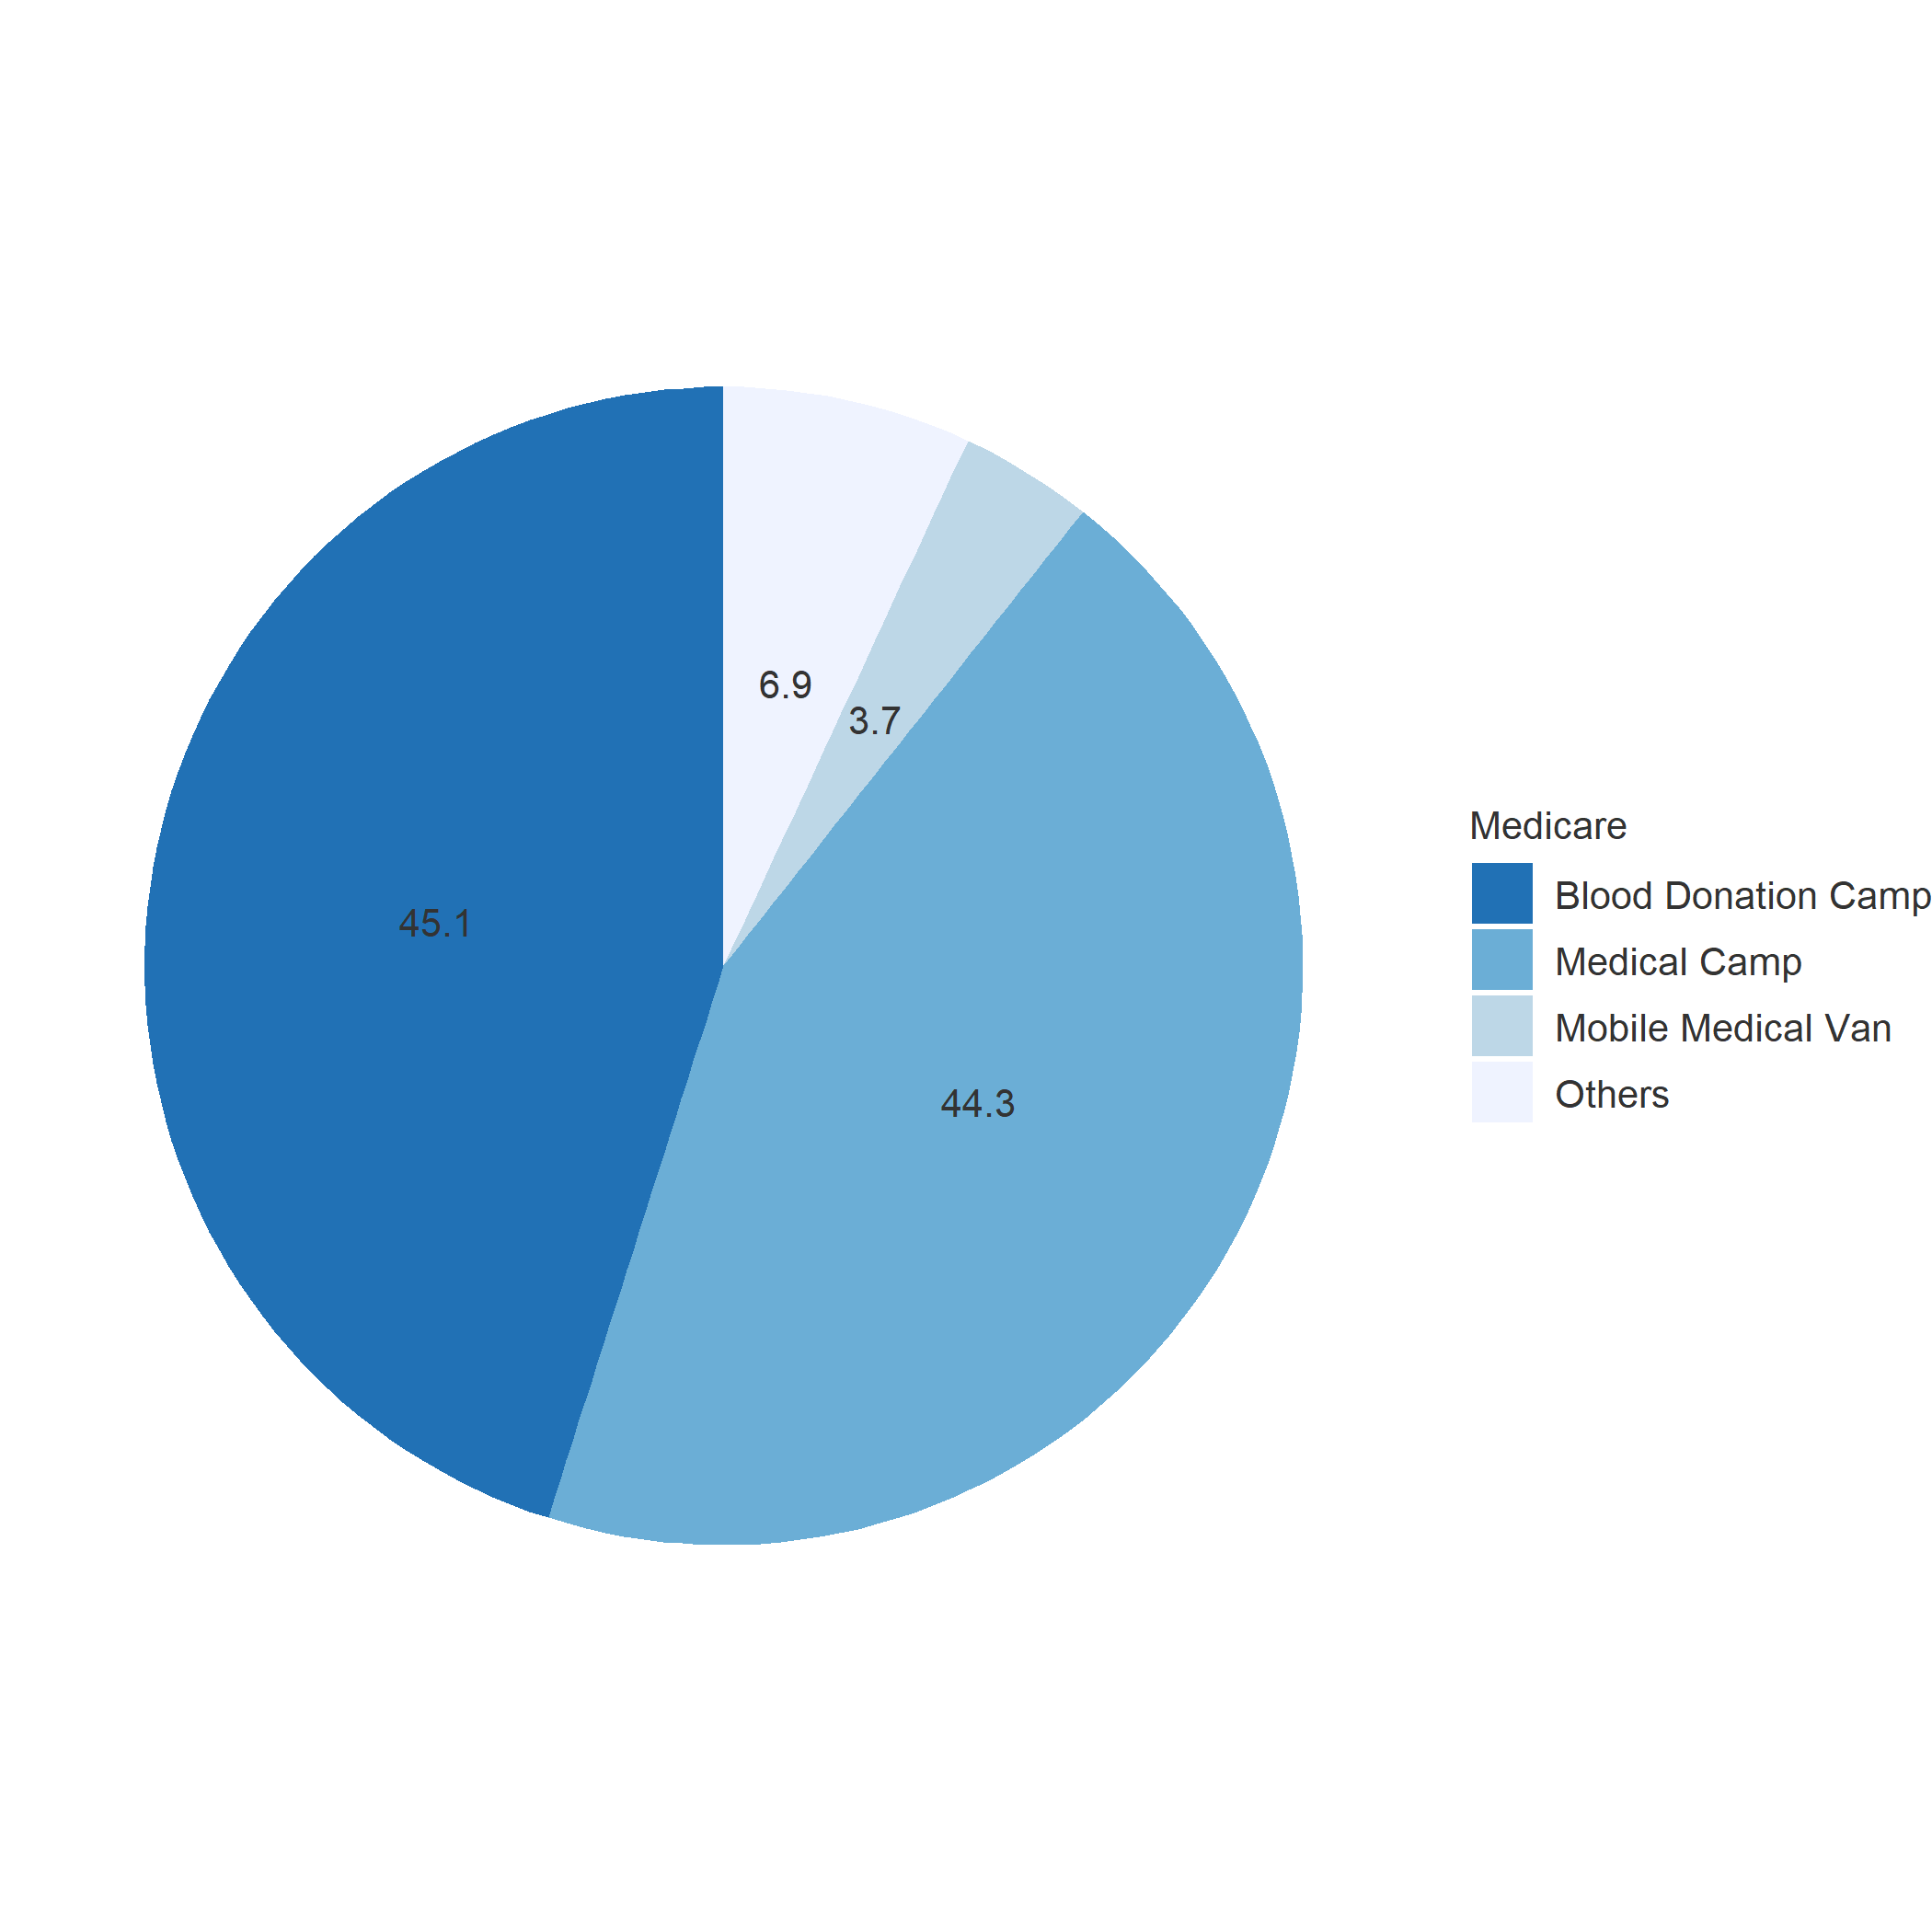 6.9
3.7
45.1
44.3
Medicare
Blood Donation Camp
Medical Camp
Mobile Medical Van
Others